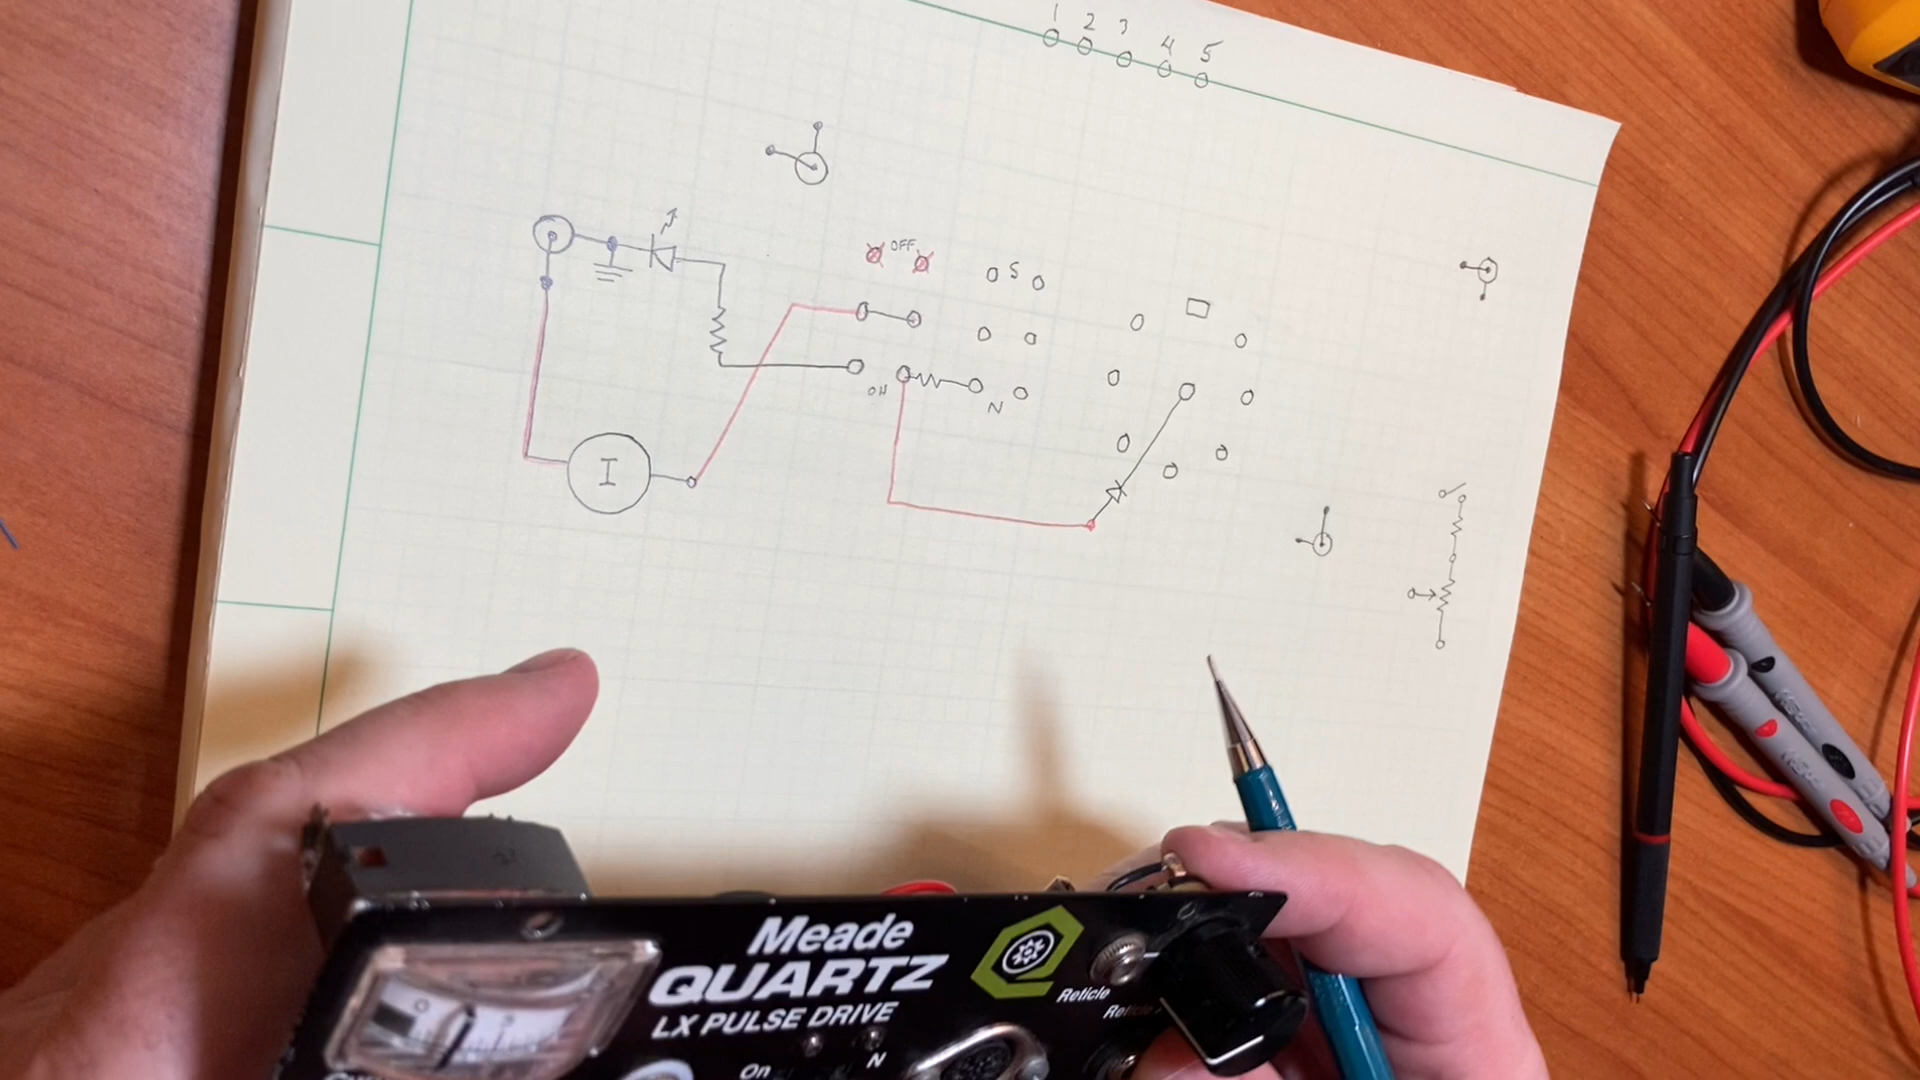 1 2 3 4 5
OFF
S
ON
N
I
Meade
QUARTZ
LX PULSE DRIVE
Reticle
On
N